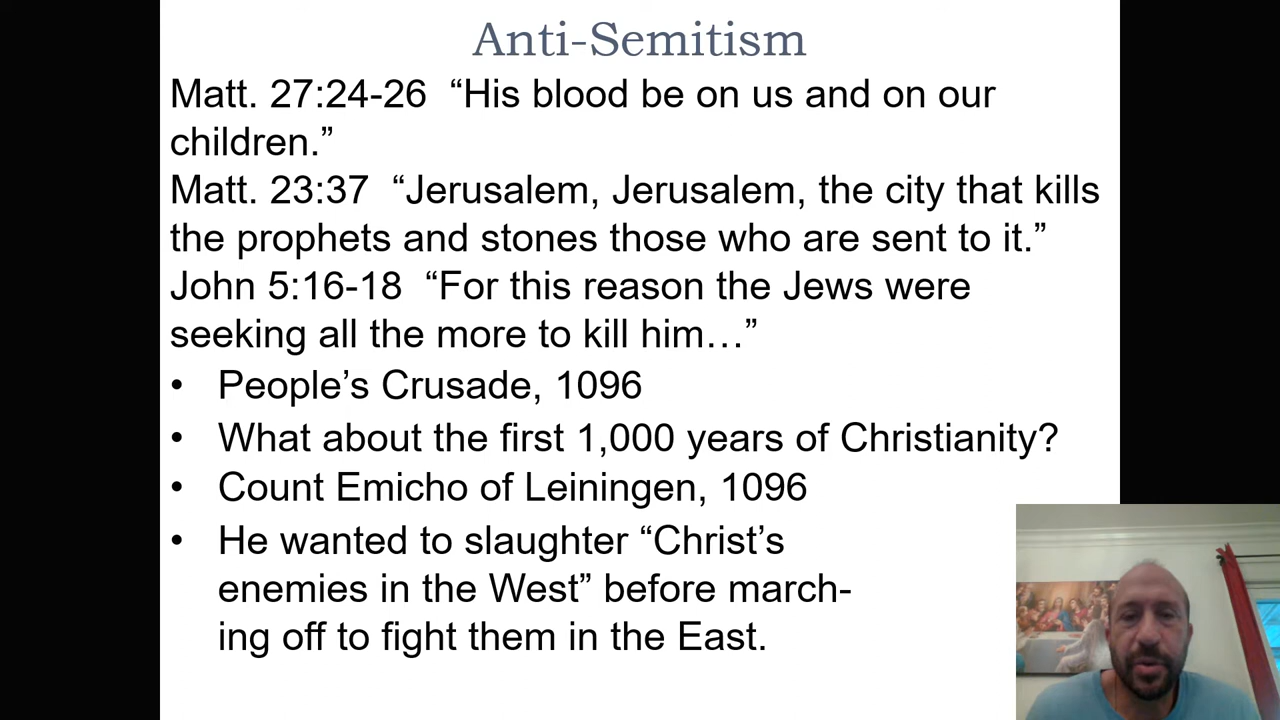 Anti-Semitism
Matt. 27:24-26 “His blood be on us and on our
children.”
Matt. 23:37 “Jerusalem, Jerusalem, the city that kills
the prophets and stones those who are sent to it.”
John 5:16-18 “For this reason the Jews were
seeking all the more to kill him…”
• People’s Crusade, 1096
• What about the first 1,000 years of Christianity?
• Count Emicho of Leiningen, 1096
• He wanted to slaughter “Christ’s
enemies in the West” before march-
ing off to fight them in the East.